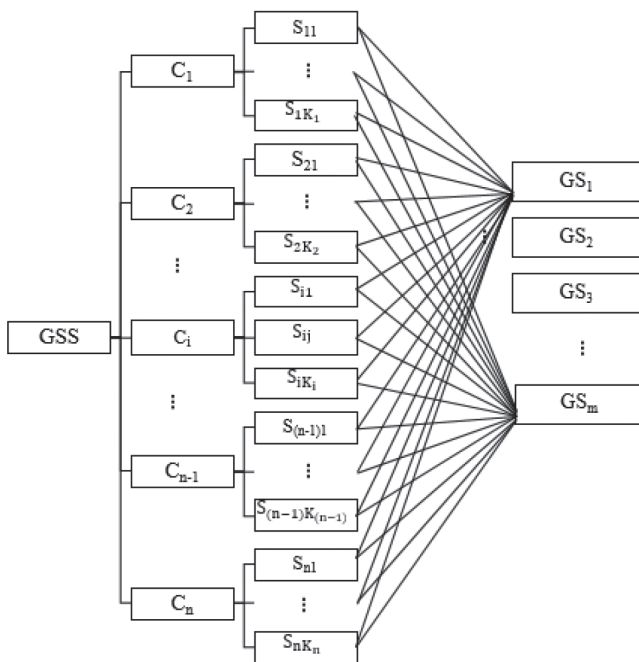 GSS
C₁
C₂
⋮
Cᵢ
⋮
Cₙ₋₁
Cₙ
S₁₁
⋮
S₁K₁
S₂₁
⋮
S₂K₂
Sᵢ₁
Sᵢⱼ
SᵢKᵢ
S₍ₙ₋₁₎₁
⋮
S₍ₙ₋₁₎K₍ₙ₋₁₎
Sₙ₁
⋮
SₙKₙ
GS₁
GS₂
GS₃
⋮
GSₘ